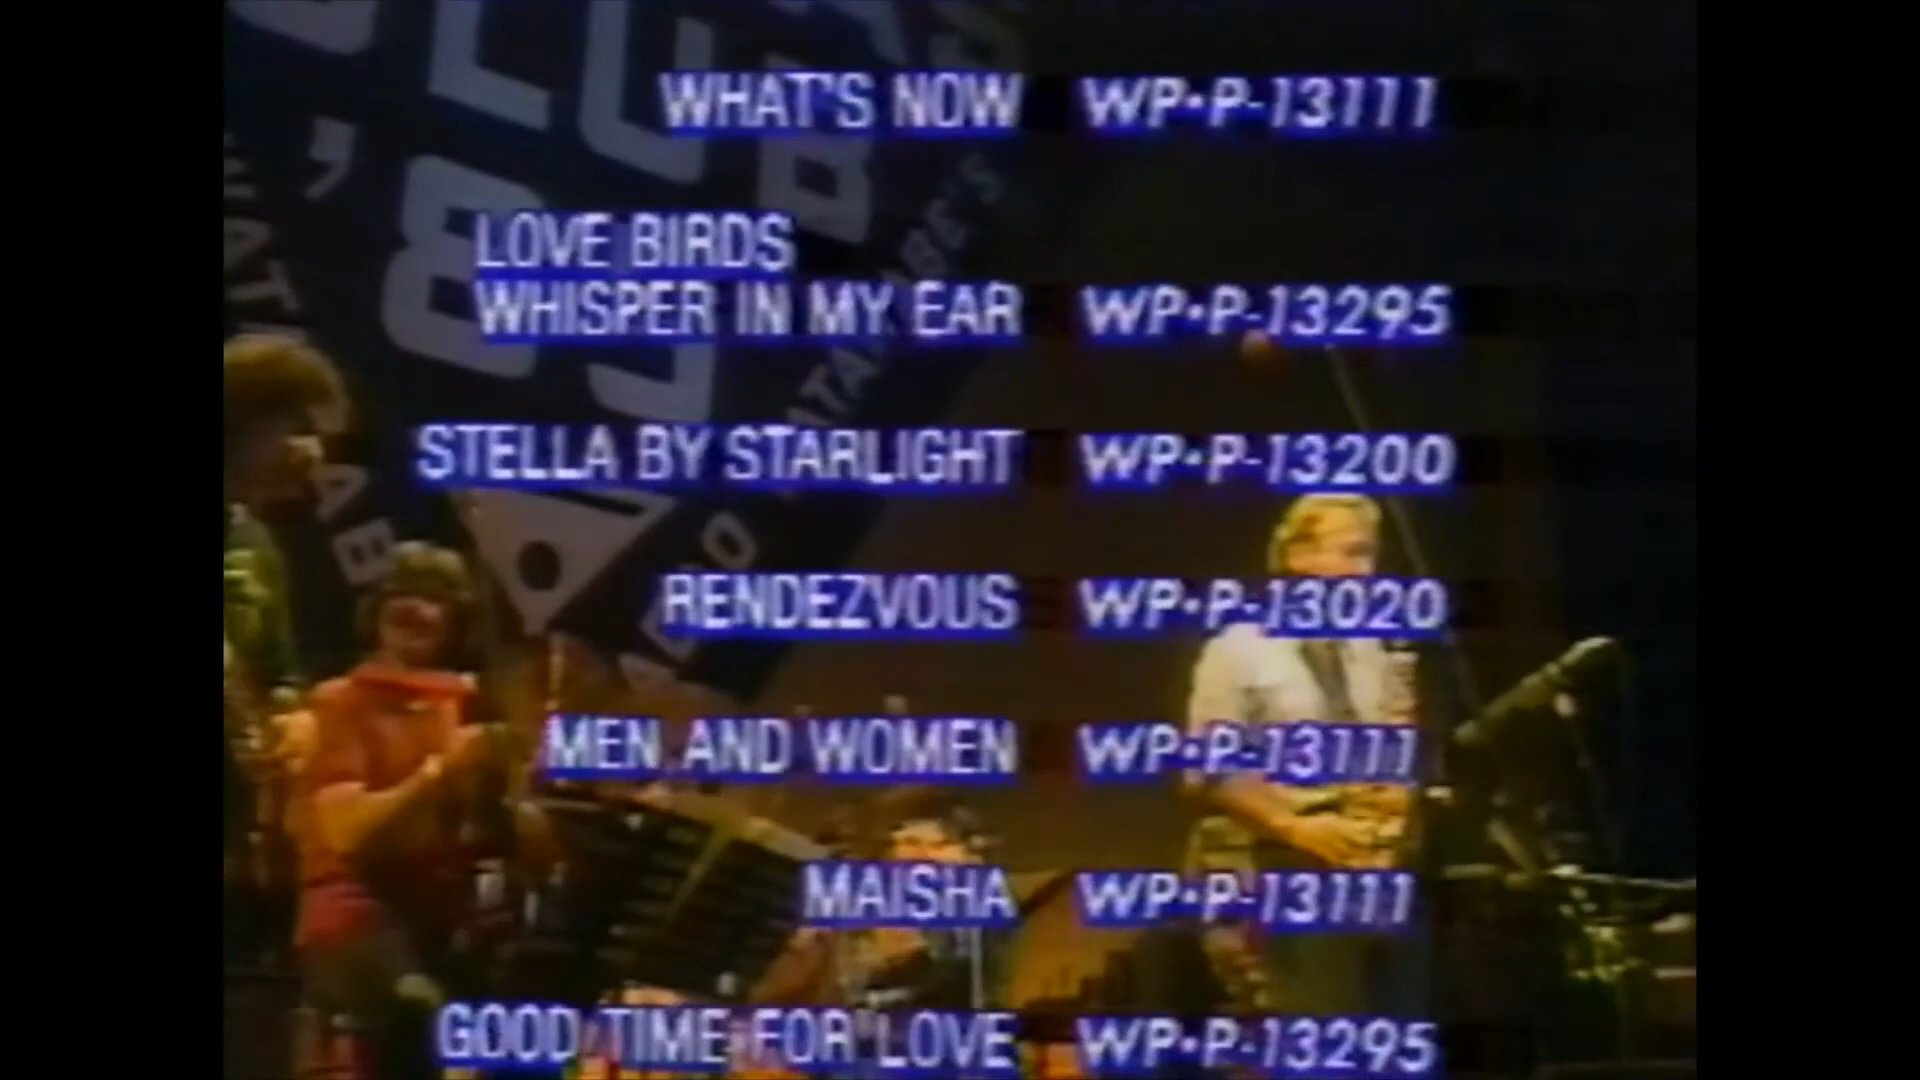 WHAT'S NOW WP•P-13111
LOVE BIRDS
WHISPER IN MY EAR WP•P-13295
STELLA BY STARLIGHT WP•P-13200
RENDEZVOUS WP•P-13020
MEN AND WOMEN WP•P-13111
MAISHA WP•P-13111
GOOD TIME FOR LOVE WP•P-13295